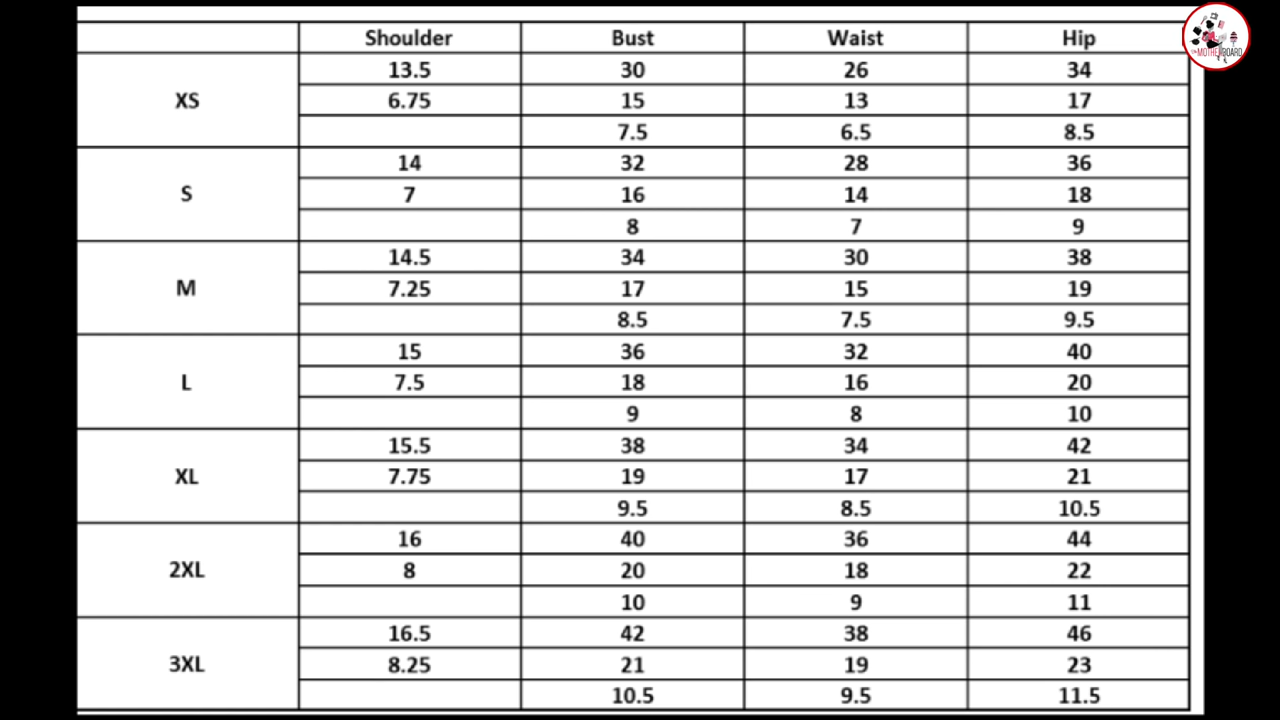 Shoulder Bust Waist Hip
13.5 30 26 34
XS 6.75 15 13 17
7.5 6.5 8.5
14 32 28 36
S 7 16 14 18
8 7 9
14.5 34 30 38
M 7.25 17 15 19
8.5 7.5 9.5
15 36 32 40
L 7.5 18 16 20
9 8 10
15.5 38 34 42
XL 7.75 19 17 21
9.5 8.5 10.5
16 40 36 44
2XL 8 20 18 22
10 9 11
16.5 42 38 46
3XL 8.25 21 19 23
10.5 9.5 11.5